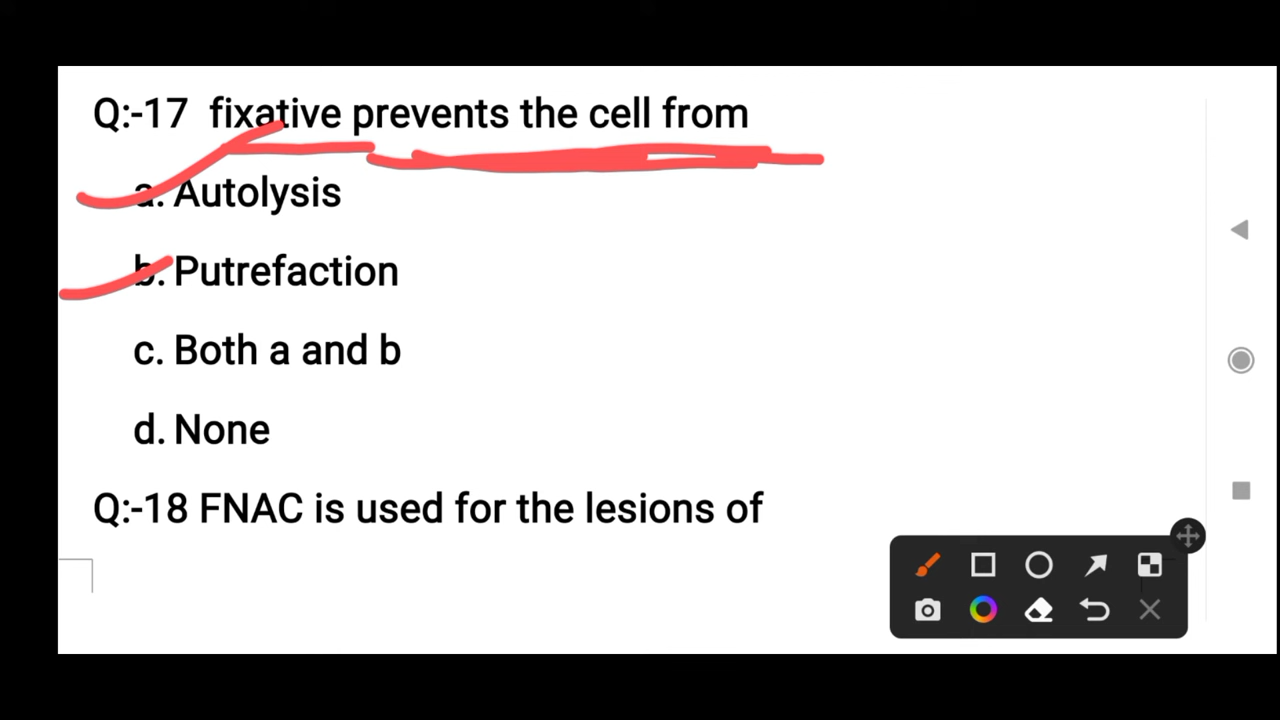 Q:-17 fixative prevents the cell from
a. Autolysis
b. Putrefaction
c. Both a and b
d. None
Q:-18 FNAC is used for the lesions of